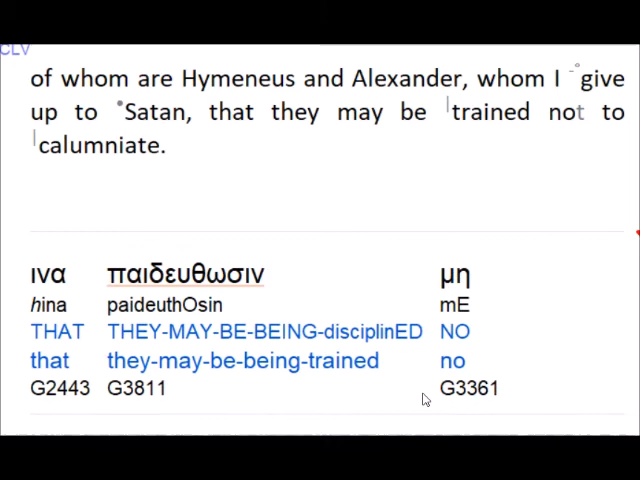 CLV
of whom are Hymeneus and Alexander, whom I -°give
up to •Satan, that they may be |trained not to
|calumniate.
ινα παιδευθωσιν μη
hina paideuthOsin mE
THAT THEY-MAY-BE-BEING-disciplinED NO
that they-may-be-being-trained no
G2443 G3811 G3361